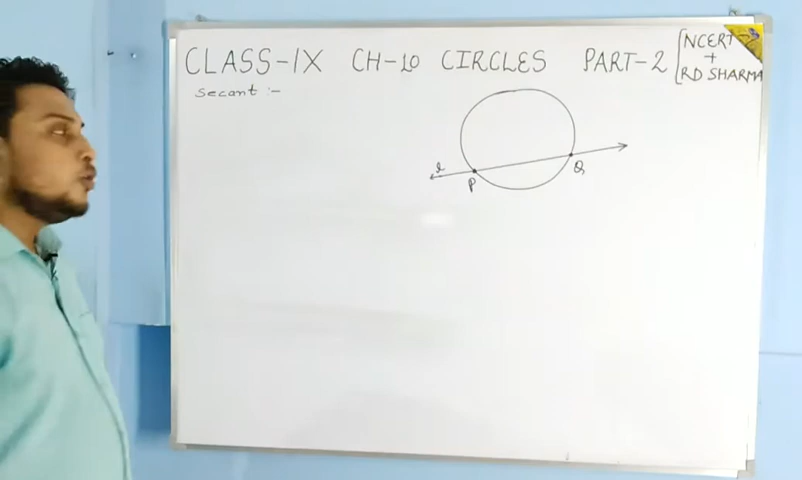 CLASS-IX CH-10 CIRCLES PART-2 [NCERT + RD SHARMA
Secant :-
l
P
Q